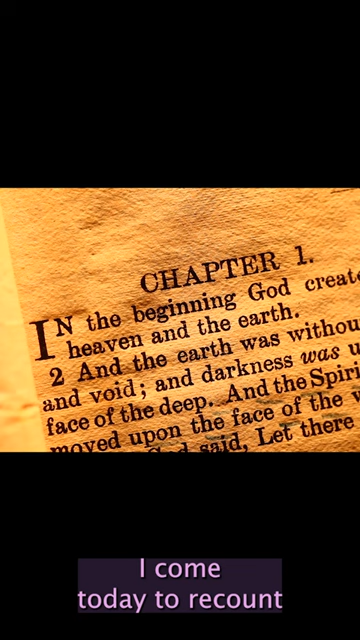 CHAPTER 1.
IN the beginning God create
heaven and the earth.
2 And the earth was withou
and void; and darkness was u
face of the deep. And the Spiri
moved upon the face of the w
God said, Let there
I come
today to recount